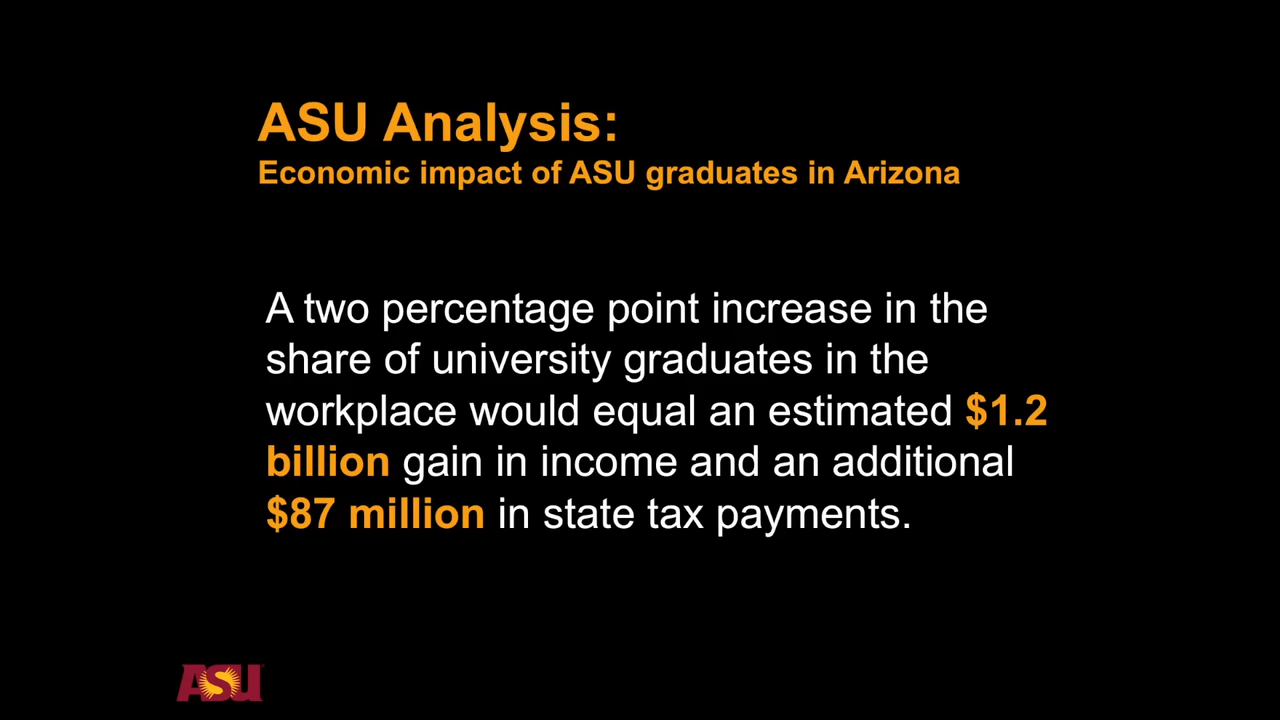 ASU Analysis:
Economic impact of ASU graduates in Arizona
A two percentage point increase in the
share of university graduates in the
workplace would equal an estimated $1.2
billion gain in income and an additional
$87 million in state tax payments.
ASU